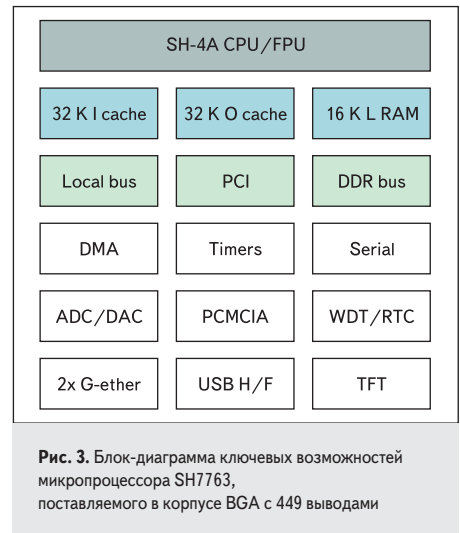 SH-4A CPU/FPU
32 K I cache 32 K O cache 16 K L RAM
Local bus PCI DDR bus
DMA Timers Serial
ADC/DAC PCMCIA WDT/RTC
2x G-ether USB H/F TFT
Рис. 3. Блок-диаграмма ключевых возможностей
микропроцессора SH7763,
поставляемого в корпусе BGA с 449 выводами